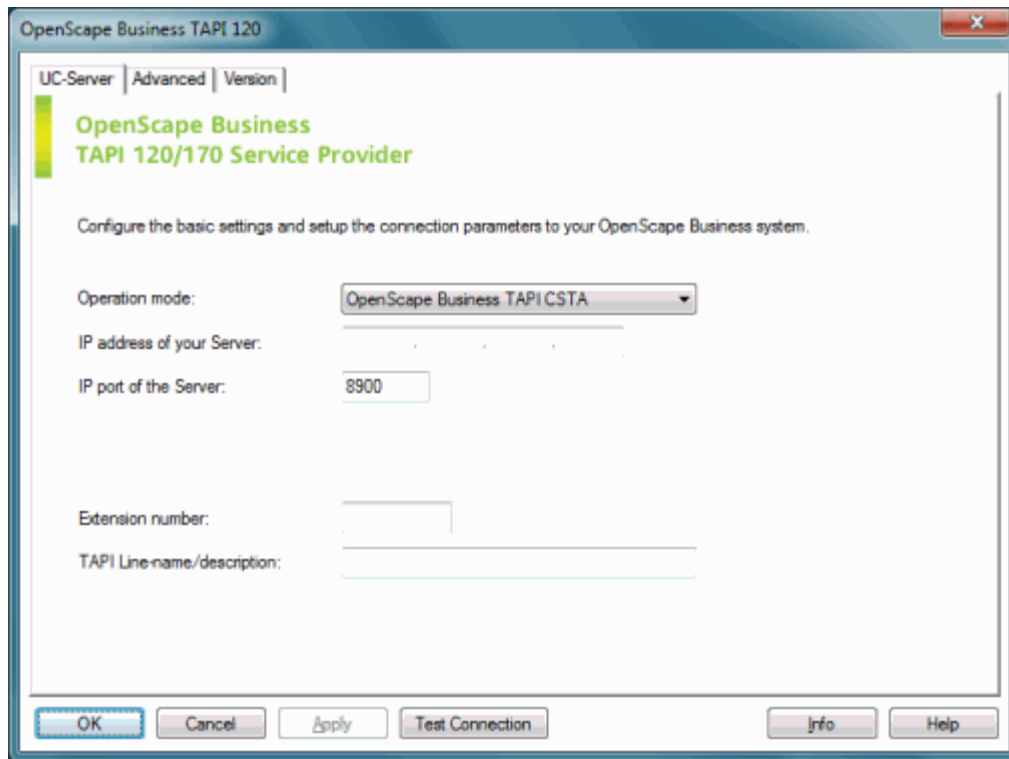 OpenScape Business TAPI 120
UC-Server Advanced Version
OpenScape Business
TAPI 120/170 Service Provider
Configure the basic settings and setup the connection parameters to your OpenScape Business system.
Operation mode: OpenScape Business TAPI CSTA
IP address of your Server: . . .
IP port of the Server: 8900
Extension number:
TAPI Line-name/description:
OK Cancel Apply Test Connection Info Help